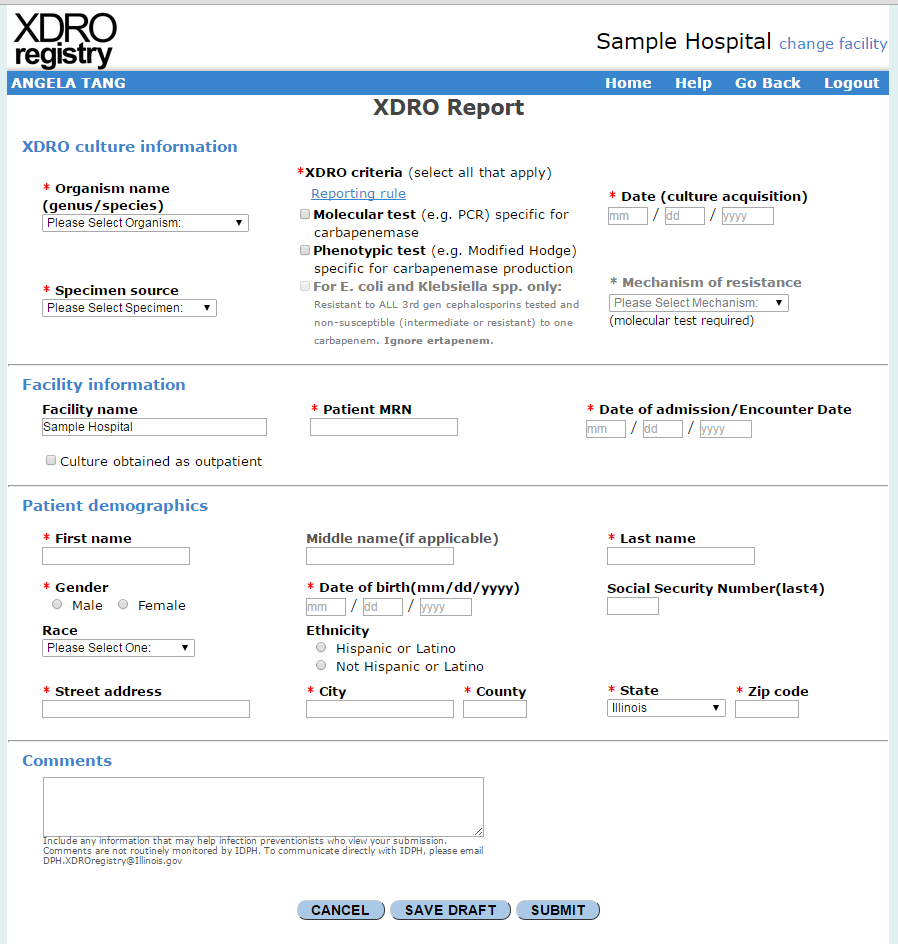 XDRO
registry
Sample Hospital change facility
ANGELA TANG Home Help Go Back Logout
XDRO Report
XDRO culture information
* Organism name
(genus/species)
Please Select Organism:
*XDRO criteria (select all that apply)
Reporting rule
Molecular test (e.g. PCR) specific for
carbapenemase
Phenotypic test (e.g. Modified Hodge)
specific for carbapenemase production
For E. coli and Klebsiella spp. only:
Resistant to ALL 3rd gen cephalosporins tested and
non-susceptible (intermediate or resistant) to one
carbapenem. Ignore ertapenem.
* Date (culture acquisition)
mm / dd / yyyy
* Specimen source
Please Select Specimen:
* Mechanism of resistance
Please Select Mechanism:
(molecular test required)
Facility information
Facility name
Sample Hospital
* Patient MRN
* Date of admission/Encounter Date
mm / dd / yyyy
Culture obtained as outpatient
Patient demographics
* First name
Middle name(if applicable)
* Last name
* Gender
Male Female
* Date of birth(mm/dd/yyyy)
mm / dd / yyyy
Social Security Number(last4)
Race
Please Select One:
Ethnicity
Hispanic or Latino
Not Hispanic or Latino
* Street address
* City
* County
* State
Illinois
* Zip code
Comments
Include any information that may help infection preventionists who view your submission.
Comments are not routinely monitored by IDPH. To communicate directly with IDPH, please email
DPH.XDROregistry@Illinois.gov
CANCEL SAVE DRAFT SUBMIT